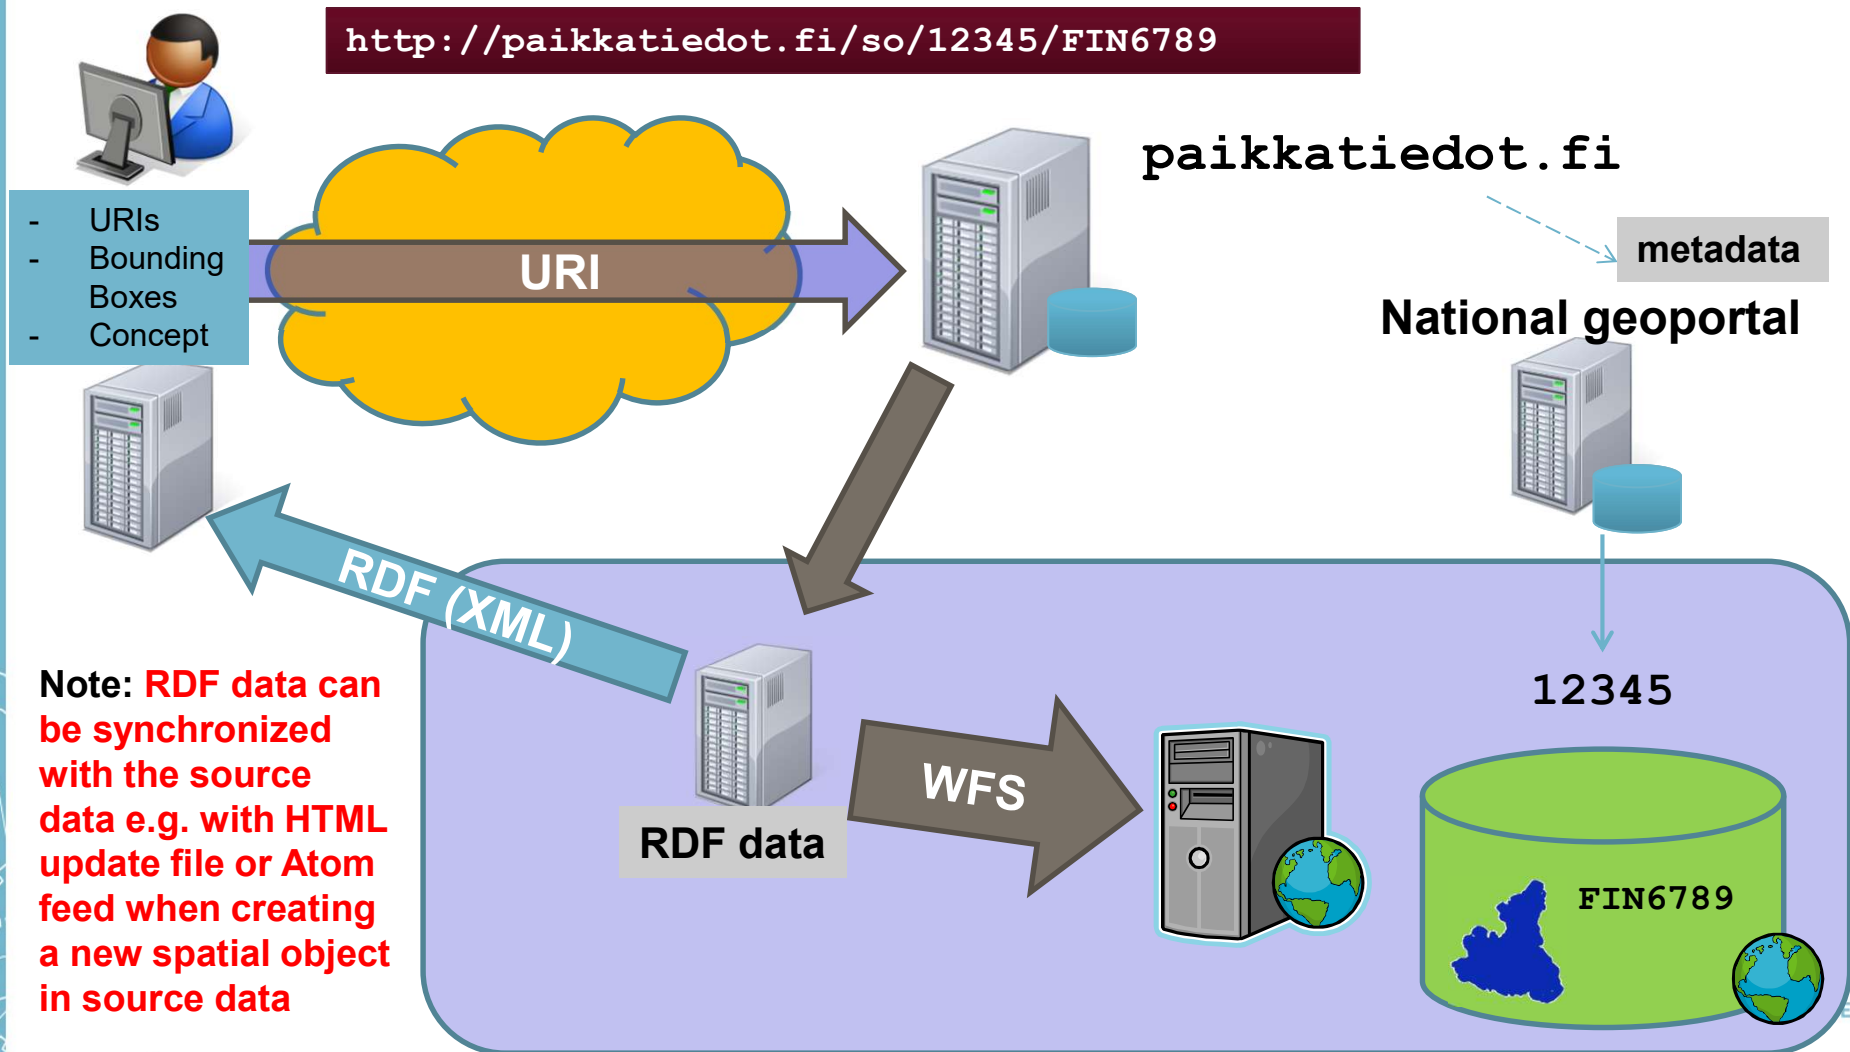 http://paikkatiedot.fi/so/12345/FIN6789
paikkatiedot.fi
- URIs
- Bounding
Boxes
- Concept
URI
metadata
National geoportal
RDF (XML)
Note: RDF data can
be synchronized
with the source
data e.g. with HTML
update file or Atom
feed when creating
a new spatial object
in source data
RDF data
WFS
12345
FIN6789